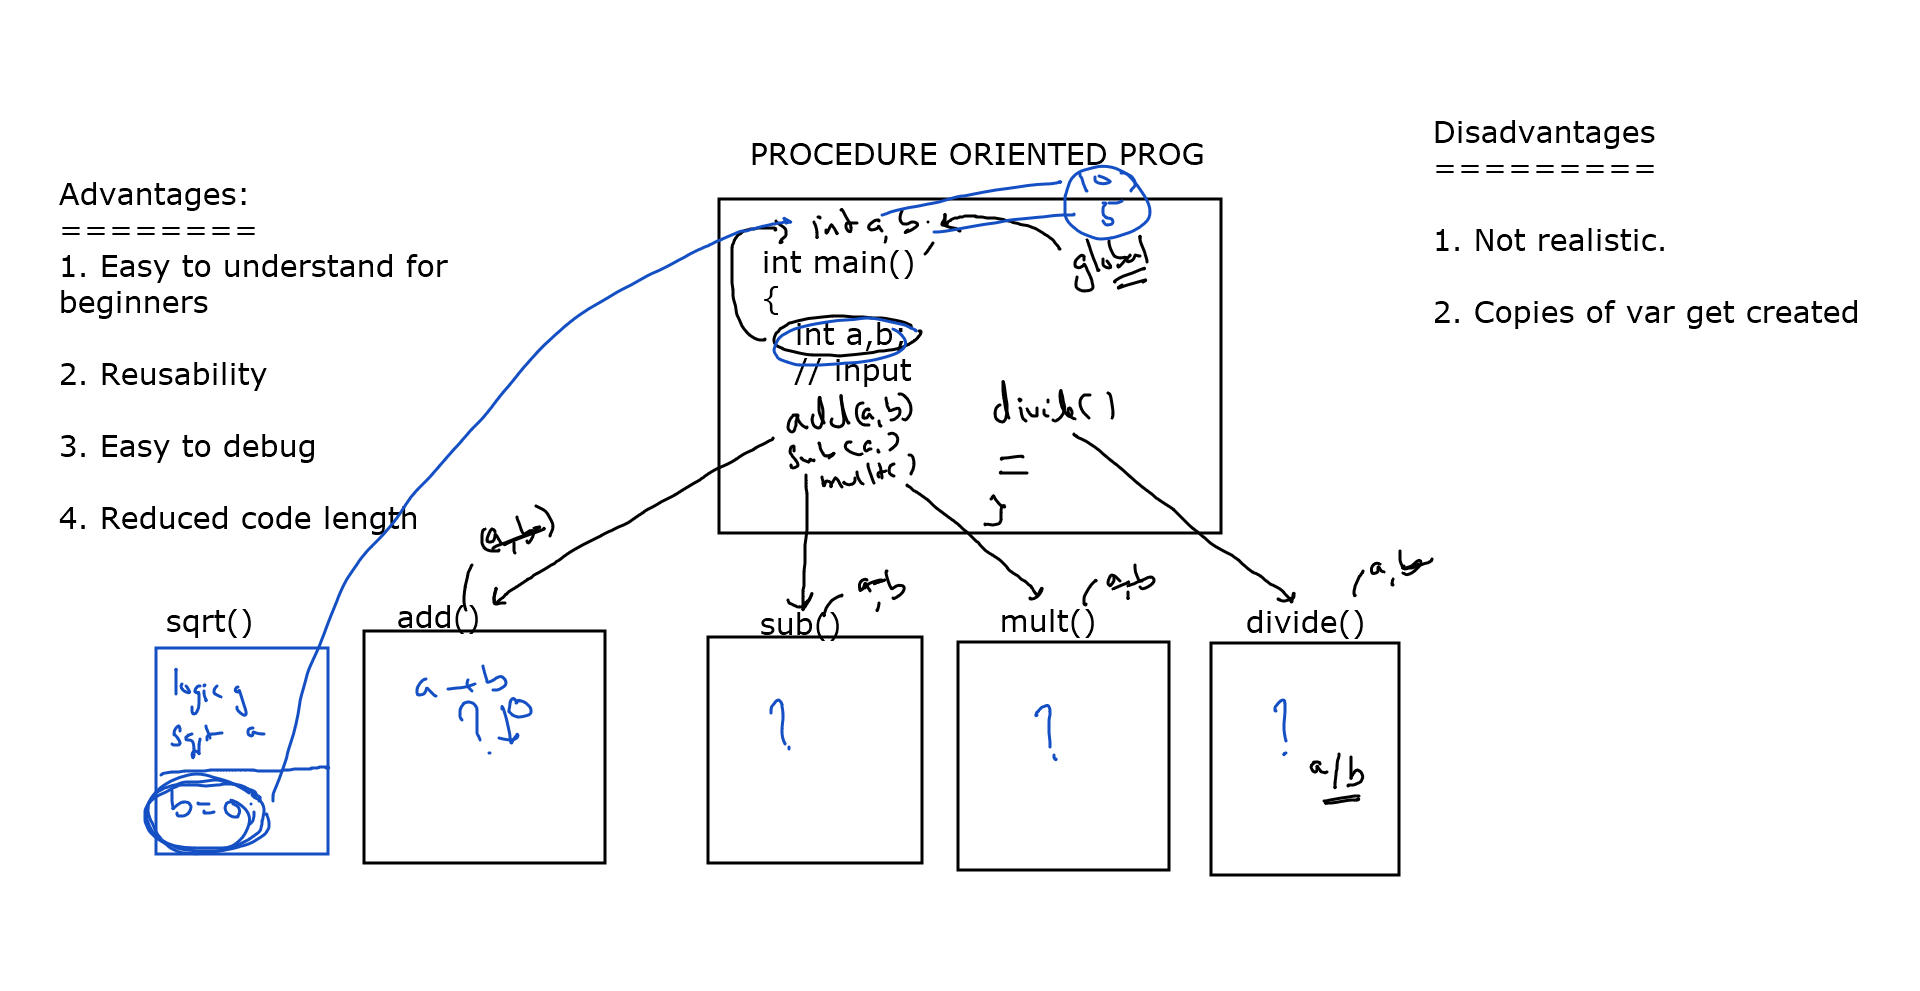 PROCEDURE ORIENTED PROG
Advantages:
========
1. Easy to understand for
beginners
2. Reusability
3. Easy to debug
4. Reduced code length
10
5
int a, b
global
int main()
{
int a,b;
// input
add(a,b)
sub(a,)
mult()
divide()
=
}
Disadvantages
=========
1. Not realistic.
2. Copies of var get created
sqrt()
logic
sqrt a
b=0;
(a,b)
add()
a+b
?
0
a,b
sub()
?
a,b
mult()
?
a,b
divide()
?
a/b